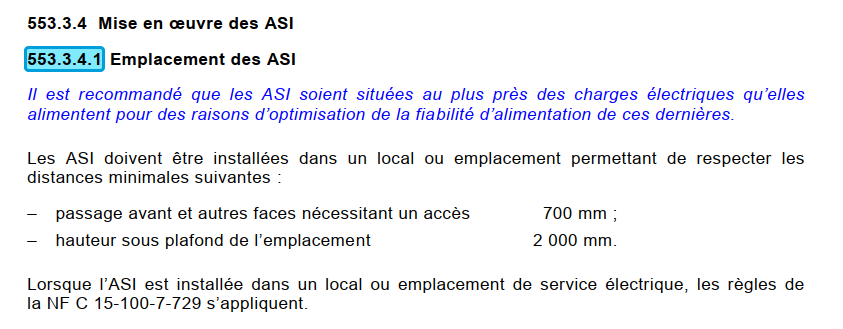 553.3.4 Mise en œuvre des ASI
553.3.4.1 Emplacement des ASI
Il est recommandé que les ASI soient situées au plus près des charges électriques qu’elles
alimentent pour des raisons d’optimisation de la fiabilité d’alimentation de ces dernières.
Les ASI doivent être installées dans un local ou emplacement permettant de respecter les
distances minimales suivantes :
– passage avant et autres faces nécessitant un accès 700 mm ;
– hauteur sous plafond de l’emplacement 2 000 mm.
Lorsque l’ASI est installée dans un local ou emplacement de service électrique, les règles de
la NF C 15-100-7-729 s’appliquent.